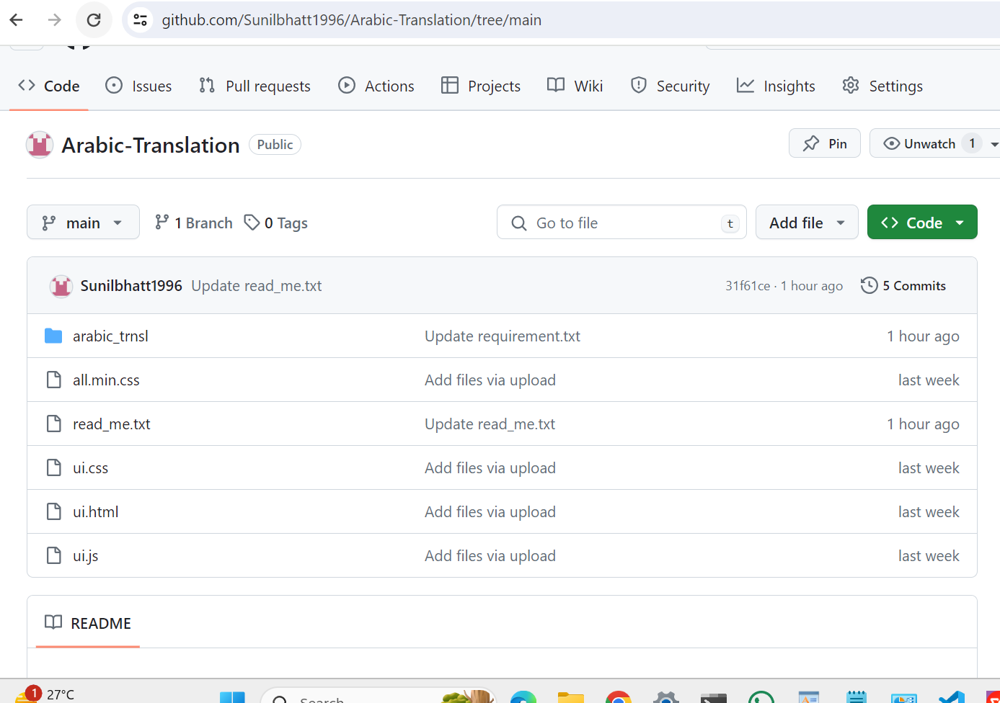 github.com/Sunilbhatt1996/Arabic-Translation/tree/main
Code Issues Pull requests Actions Projects Wiki Security Insights Settings
Arabic-Translation Public Pin Unwatch 1
main 1 Branch 0 Tags Go to file t Add file Code
Sunilbhatt1996 Update read_me.txt 31f61ce · 1 hour ago 5 Commits
arabic_trnsl Update requirement.txt 1 hour ago
all.min.css Add files via upload last week
read_me.txt Update read_me.txt 1 hour ago
ui.css Add files via upload last week
ui.html Add files via upload last week
ui.js Add files via upload last week
README
1 27°C Search